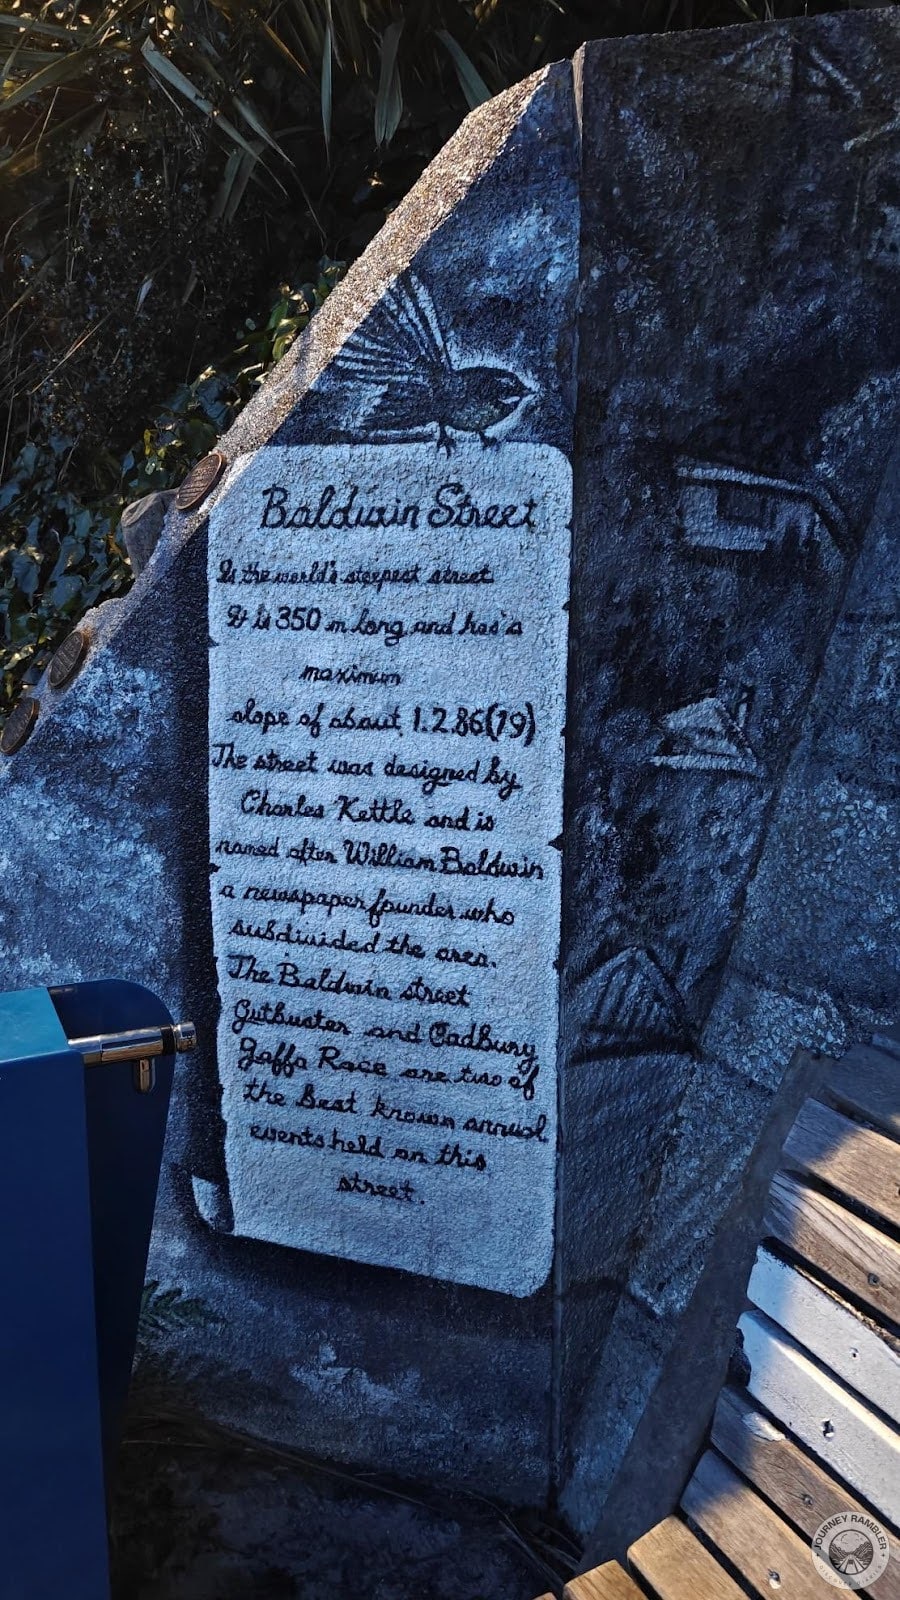 Baldwin Street
Is the world's steepest street
It is 350 m long and has a
maximum
slope of about 1.2.86(19)
The street was designed by
Charles Kettle and is
named after William Baldwin
a newspaper founder who
subdivided the area.
The Baldwin street
Gutbuster and Cadbury
Jaffa Race are two of
the best known annual
events held on this
street.
JOURNEY RAMBLER